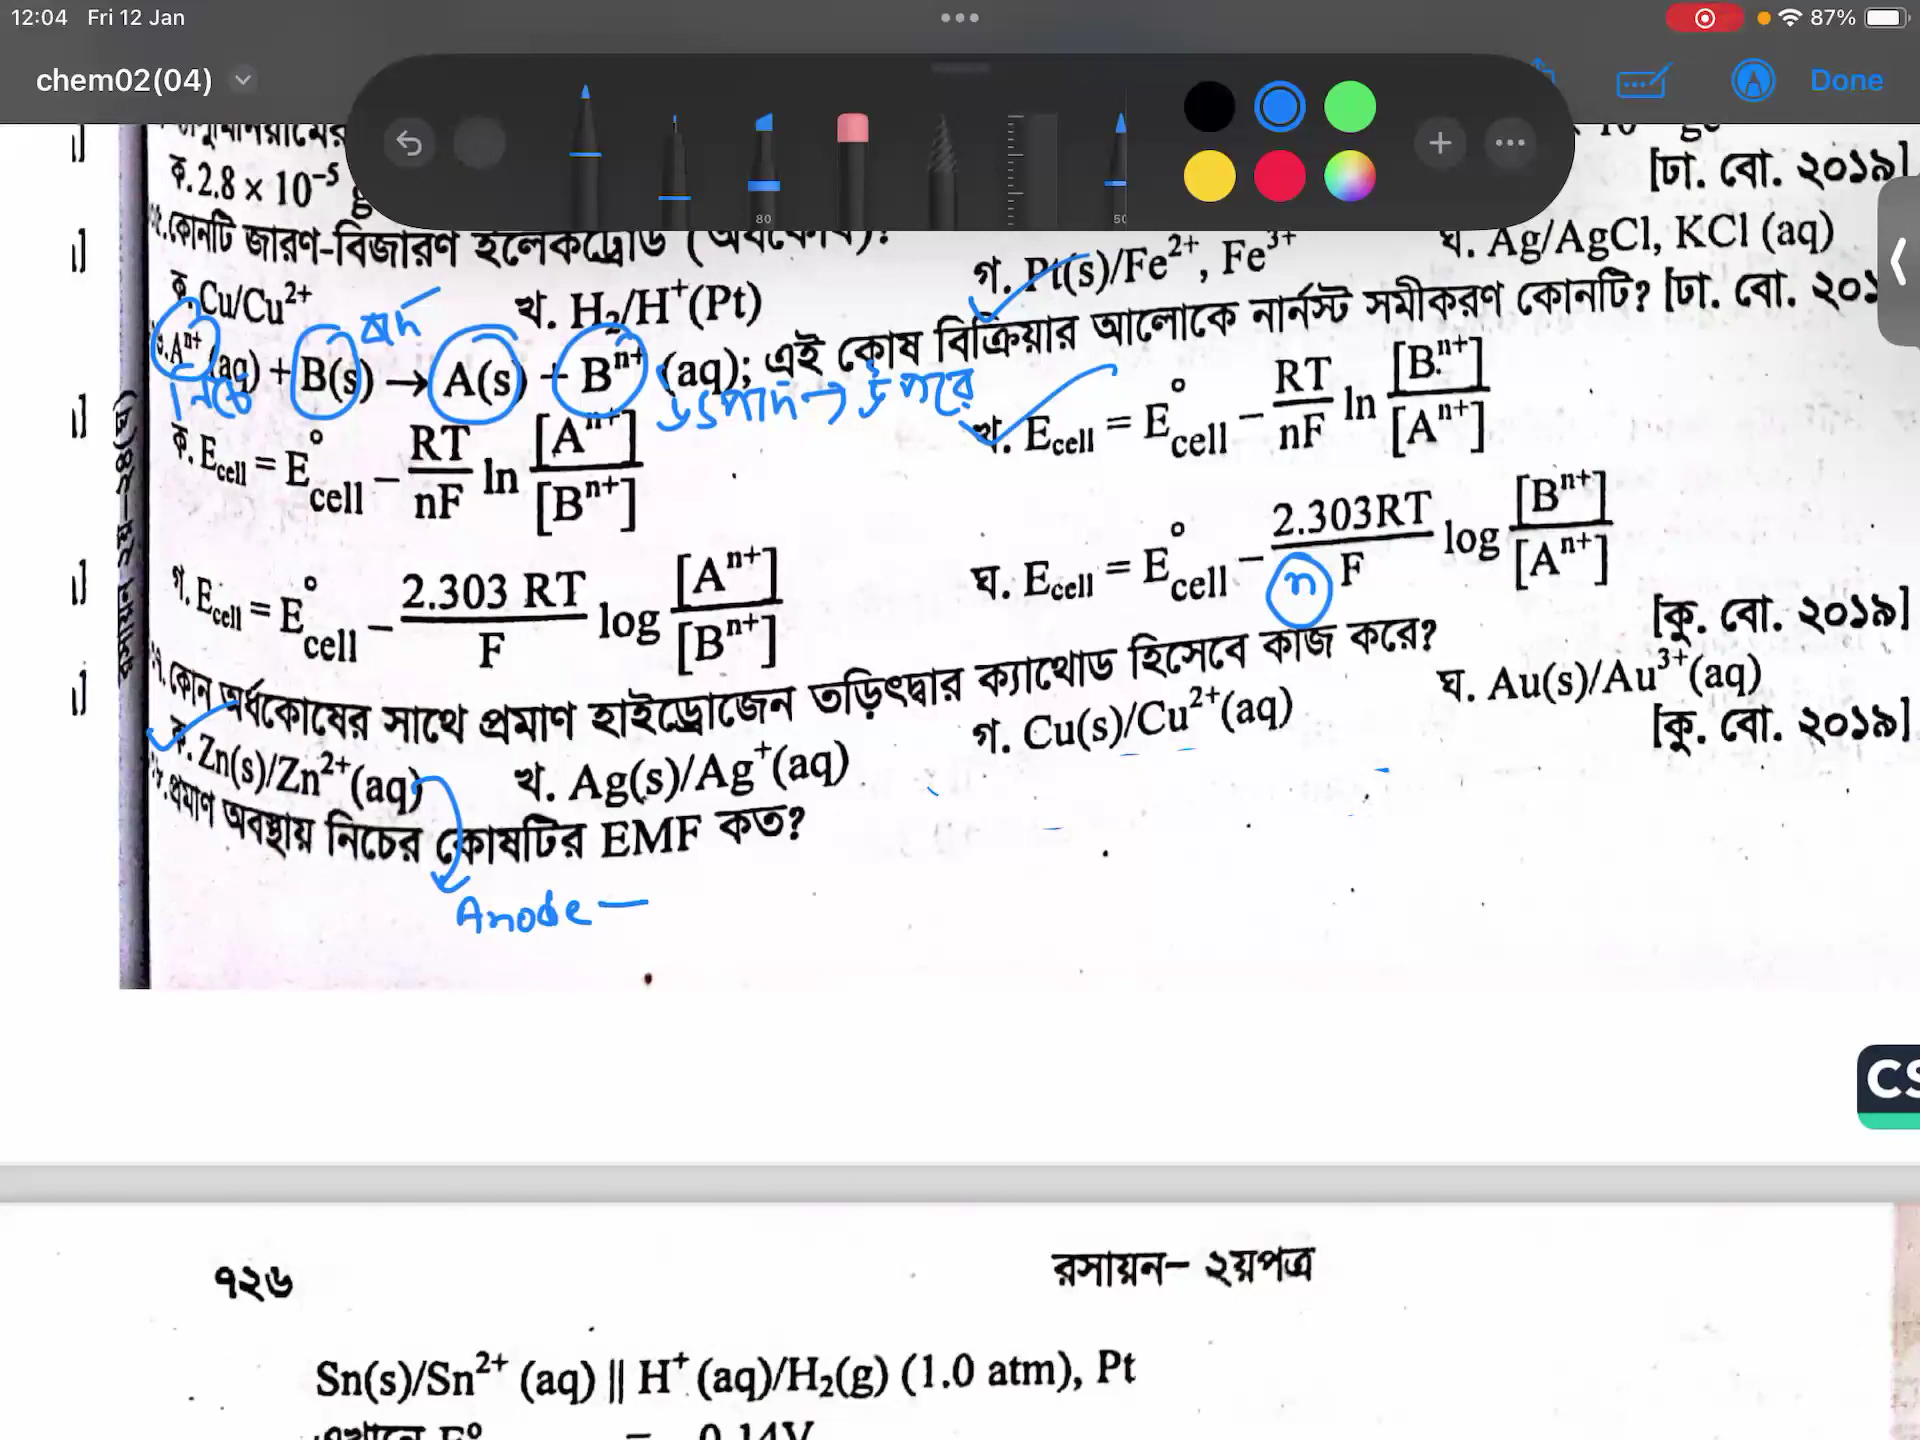 12:04 Fri 12 Jan
87%
chem02(04)
Done
80
50
ক. 2.8 × 10⁻⁵ g
[ঢা. বো. ২০১৯]
কোনটি জারণ-বিজারণ
ক. Cu/Cu²⁺ খ. H₂/H⁺(Pt) গ. Pt(s)/Fe²⁺, Fe³⁺ ঘ. Ag/AgCl, KCl (aq)
Aⁿ⁺ (aq) + B(s) → A(s) + Bⁿ⁺ (aq); এই কোষ বিক্রিয়ার আলোকে নার্নস্ট সমীকরণ কোনটি? [ঢা. বো.
নিচে
উপরে
ক. E_cell = E°_cell − RT/nF ln [Aⁿ⁺]/[Bⁿ⁺] খ. E_cell = E°_cell − RT/nF ln [Bⁿ⁺]/[Aⁿ⁺]
গ. E_cell = E°_cell − 2.303 RT/F log [Aⁿ⁺]/[Bⁿ⁺] ঘ. E_cell = E°_cell − 2.303RT/F log [Bⁿ⁺]/[Aⁿ⁺]
n
[কু. বো. ২০১৯]
কোন অর্ধকোষের সাথে প্রমাণ হাইড্রোজেন তড়িৎদ্বার ক্যাথোড হিসেবে কাজ করে?
ক. Zn(s)/Zn²⁺(aq) খ. Ag(s)/Ag⁺(aq) গ. Cu(s)/Cu²⁺(aq) ঘ. Au(s)/Au³⁺(aq)
[কু. বো. ২০১৯]
প্রমাণ অবস্থায় নিচের কোষটির EMF কত?
Anode —
CS
৭২৬ রসায়ন– ২য়পত্র
Sn(s)/Sn²⁺ (aq) || H⁺ (aq)/H₂(g) (1.0 atm), Pt